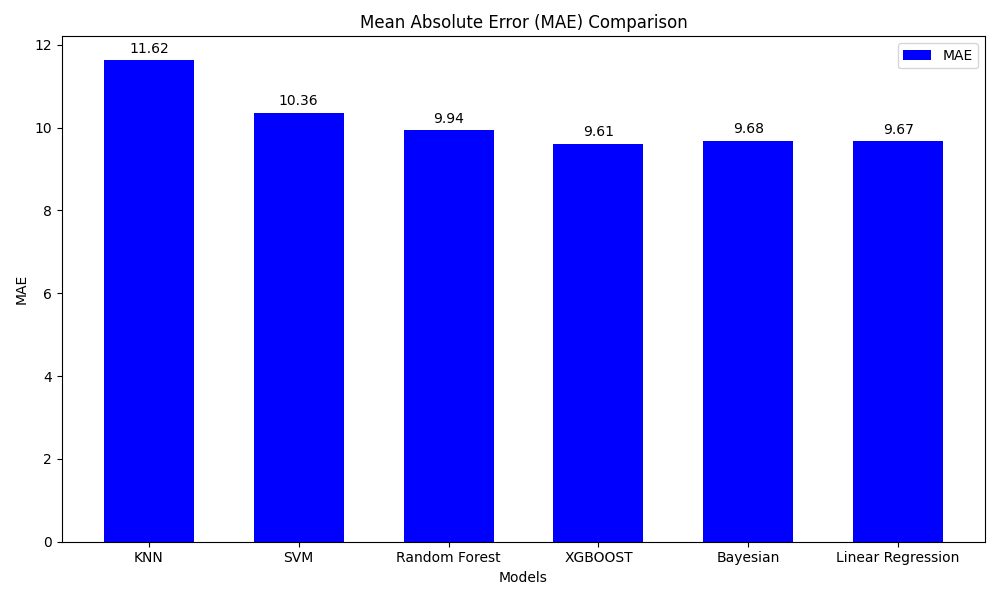 Mean Absolute Error (MAE) Comparison
MAE
12
10
8
6
4
2
0
MAE
11.62
10.36
9.94
9.61
9.68
9.67
KNN
SVM
Random Forest
XGBOOST
Bayesian
Linear Regression
Models